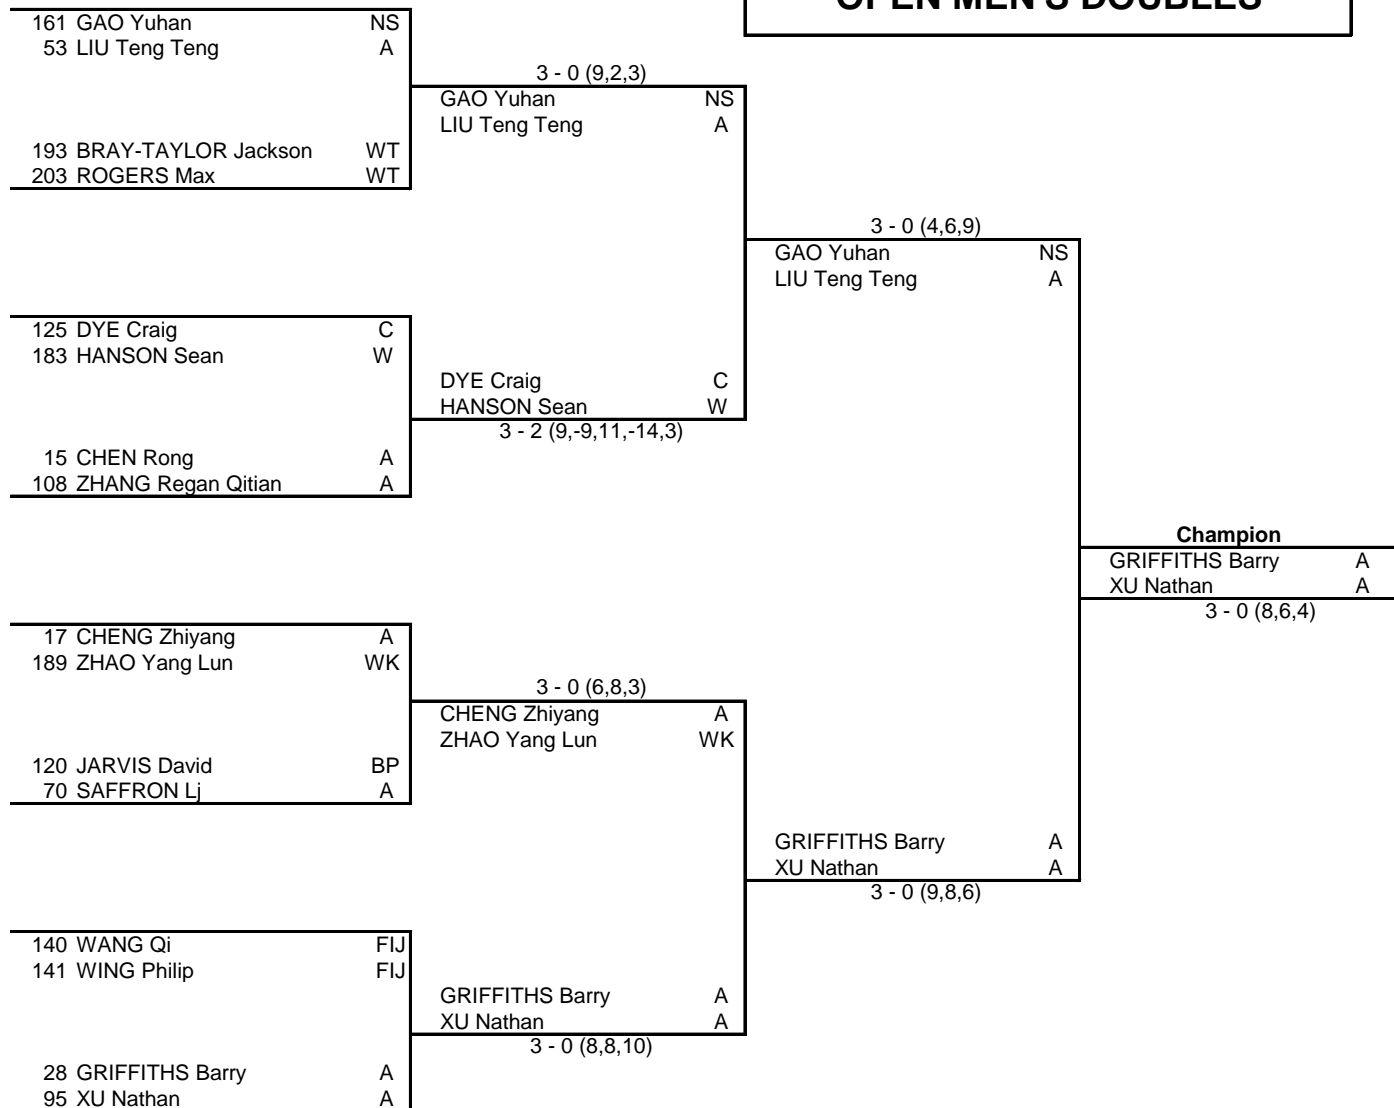 OPEN MEN'S DOUBLES
161 GAO Yuhan NS
53 LIU Teng Teng A
3 - 0 (9,2,3)
GAO Yuhan NS
LIU Teng Teng A
193 BRAY-TAYLOR Jackson WT
203 ROGERS Max WT
3 - 0 (4,6,9)
GAO Yuhan NS
LIU Teng Teng A
125 DYE Craig C
183 HANSON Sean W
DYE Craig C
HANSON Sean W
3 - 2 (9,-9,11,-14,3)
15 CHEN Rong A
108 ZHANG Regan Qitian A
Champion
GRIFFITHS Barry A
XU Nathan A
3 - 0 (8,6,4)
17 CHENG Zhiyang A
189 ZHAO Yang Lun WK
3 - 0 (6,8,3)
CHENG Zhiyang A
ZHAO Yang Lun WK
120 JARVIS David BP
70 SAFFRON Lj A
GRIFFITHS Barry A
XU Nathan A
3 - 0 (9,8,6)
140 WANG Qi FIJ
141 WING Philip FIJ
GRIFFITHS Barry A
XU Nathan A
3 - 0 (8,8,10)
28 GRIFFITHS Barry A
95 XU Nathan A